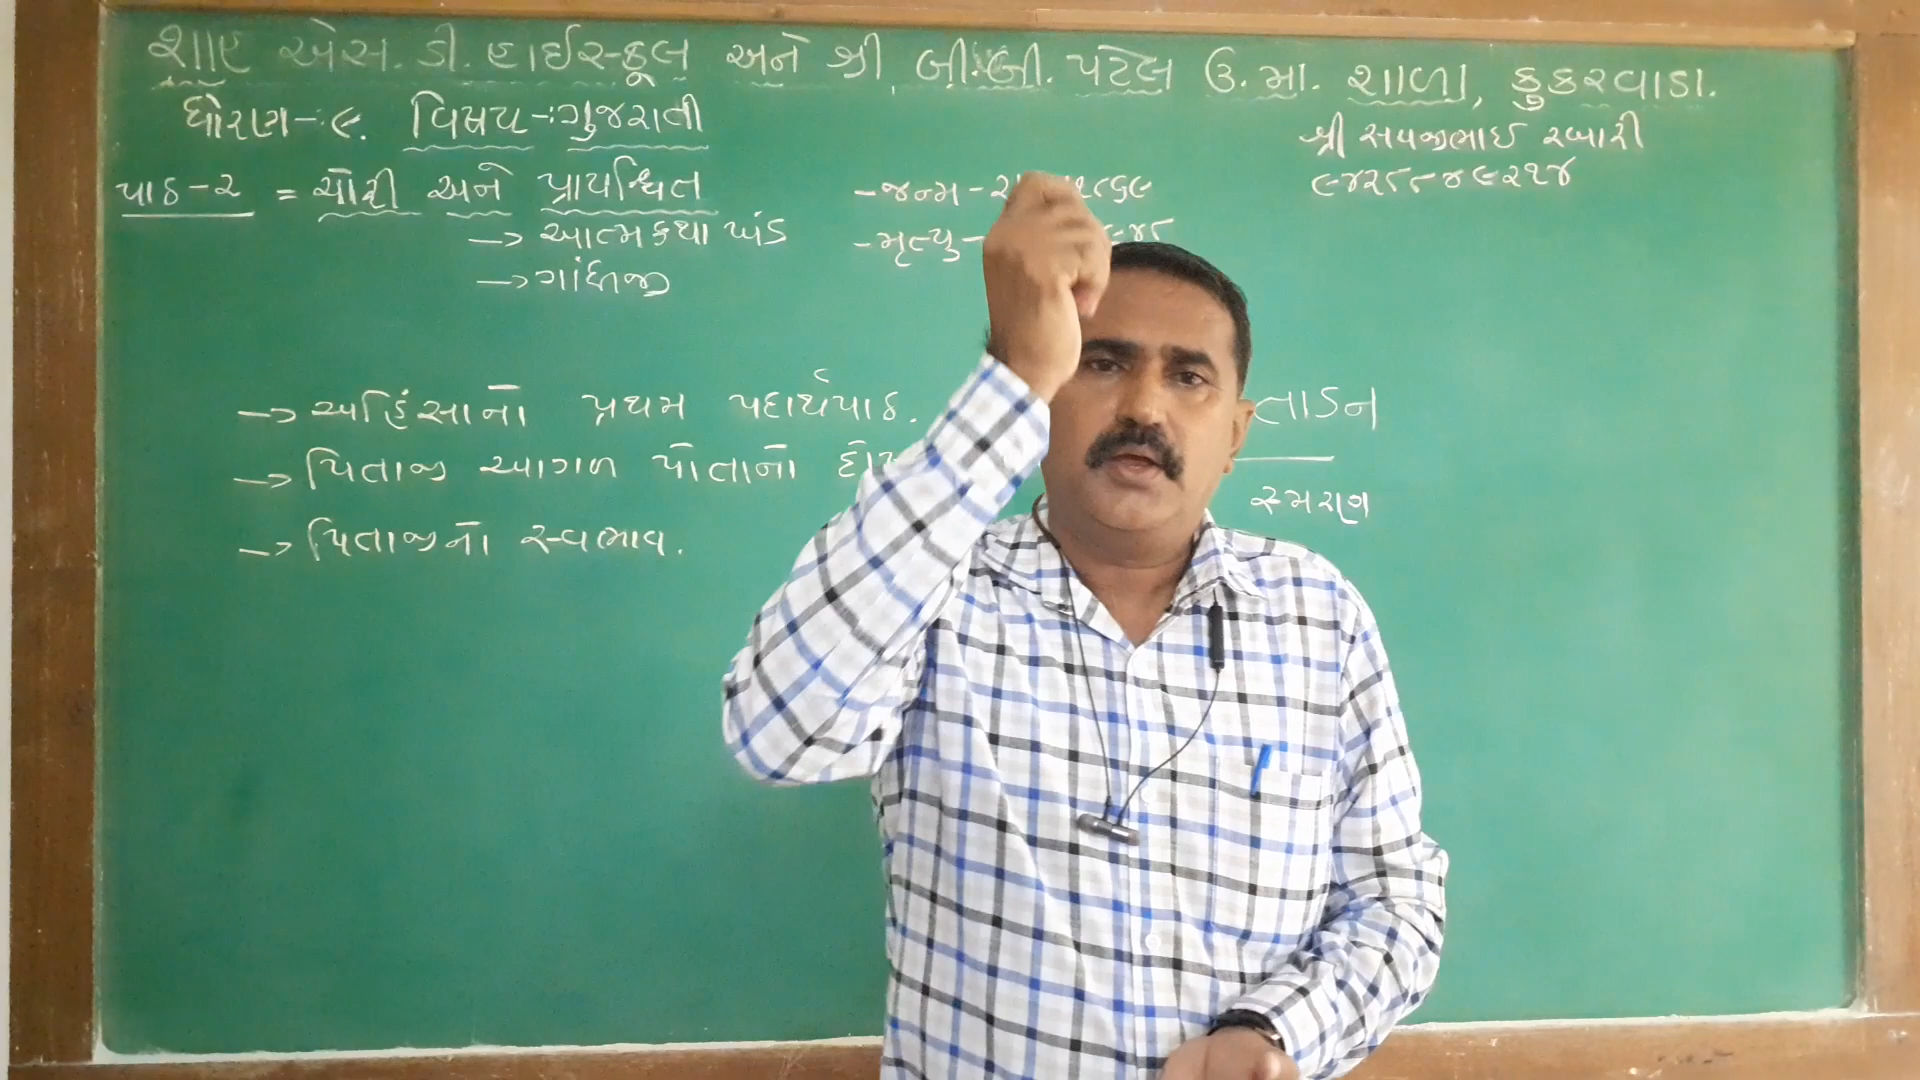 શાહ એસ. ડી. હાઈસ્કૂલ અને શ્રી બી.બી. પટેલ ઉ. મા. શાળા, કુકરવાડા.
ધોરણ-:૯. વિષય-:ગુજરાતી
શ્રી સવજીભાઈ રબારી
૯૪૨૮૮૪૯૨૧૪
પાઠ-૨ = ચોરી અને પ્રાયશ્ચિત
-જન્મ-
-> આત્મકથા ખંડ
-મૃત્યુ-
-> ગાંધીજી
-> અહિંસાનો પ્રથમ પદાર્થપાઠ.
તાડન
-> પિતાજી આગળ પોતાનો
સ્મરણ
-> પિતાજીનો સ્વભાવ.